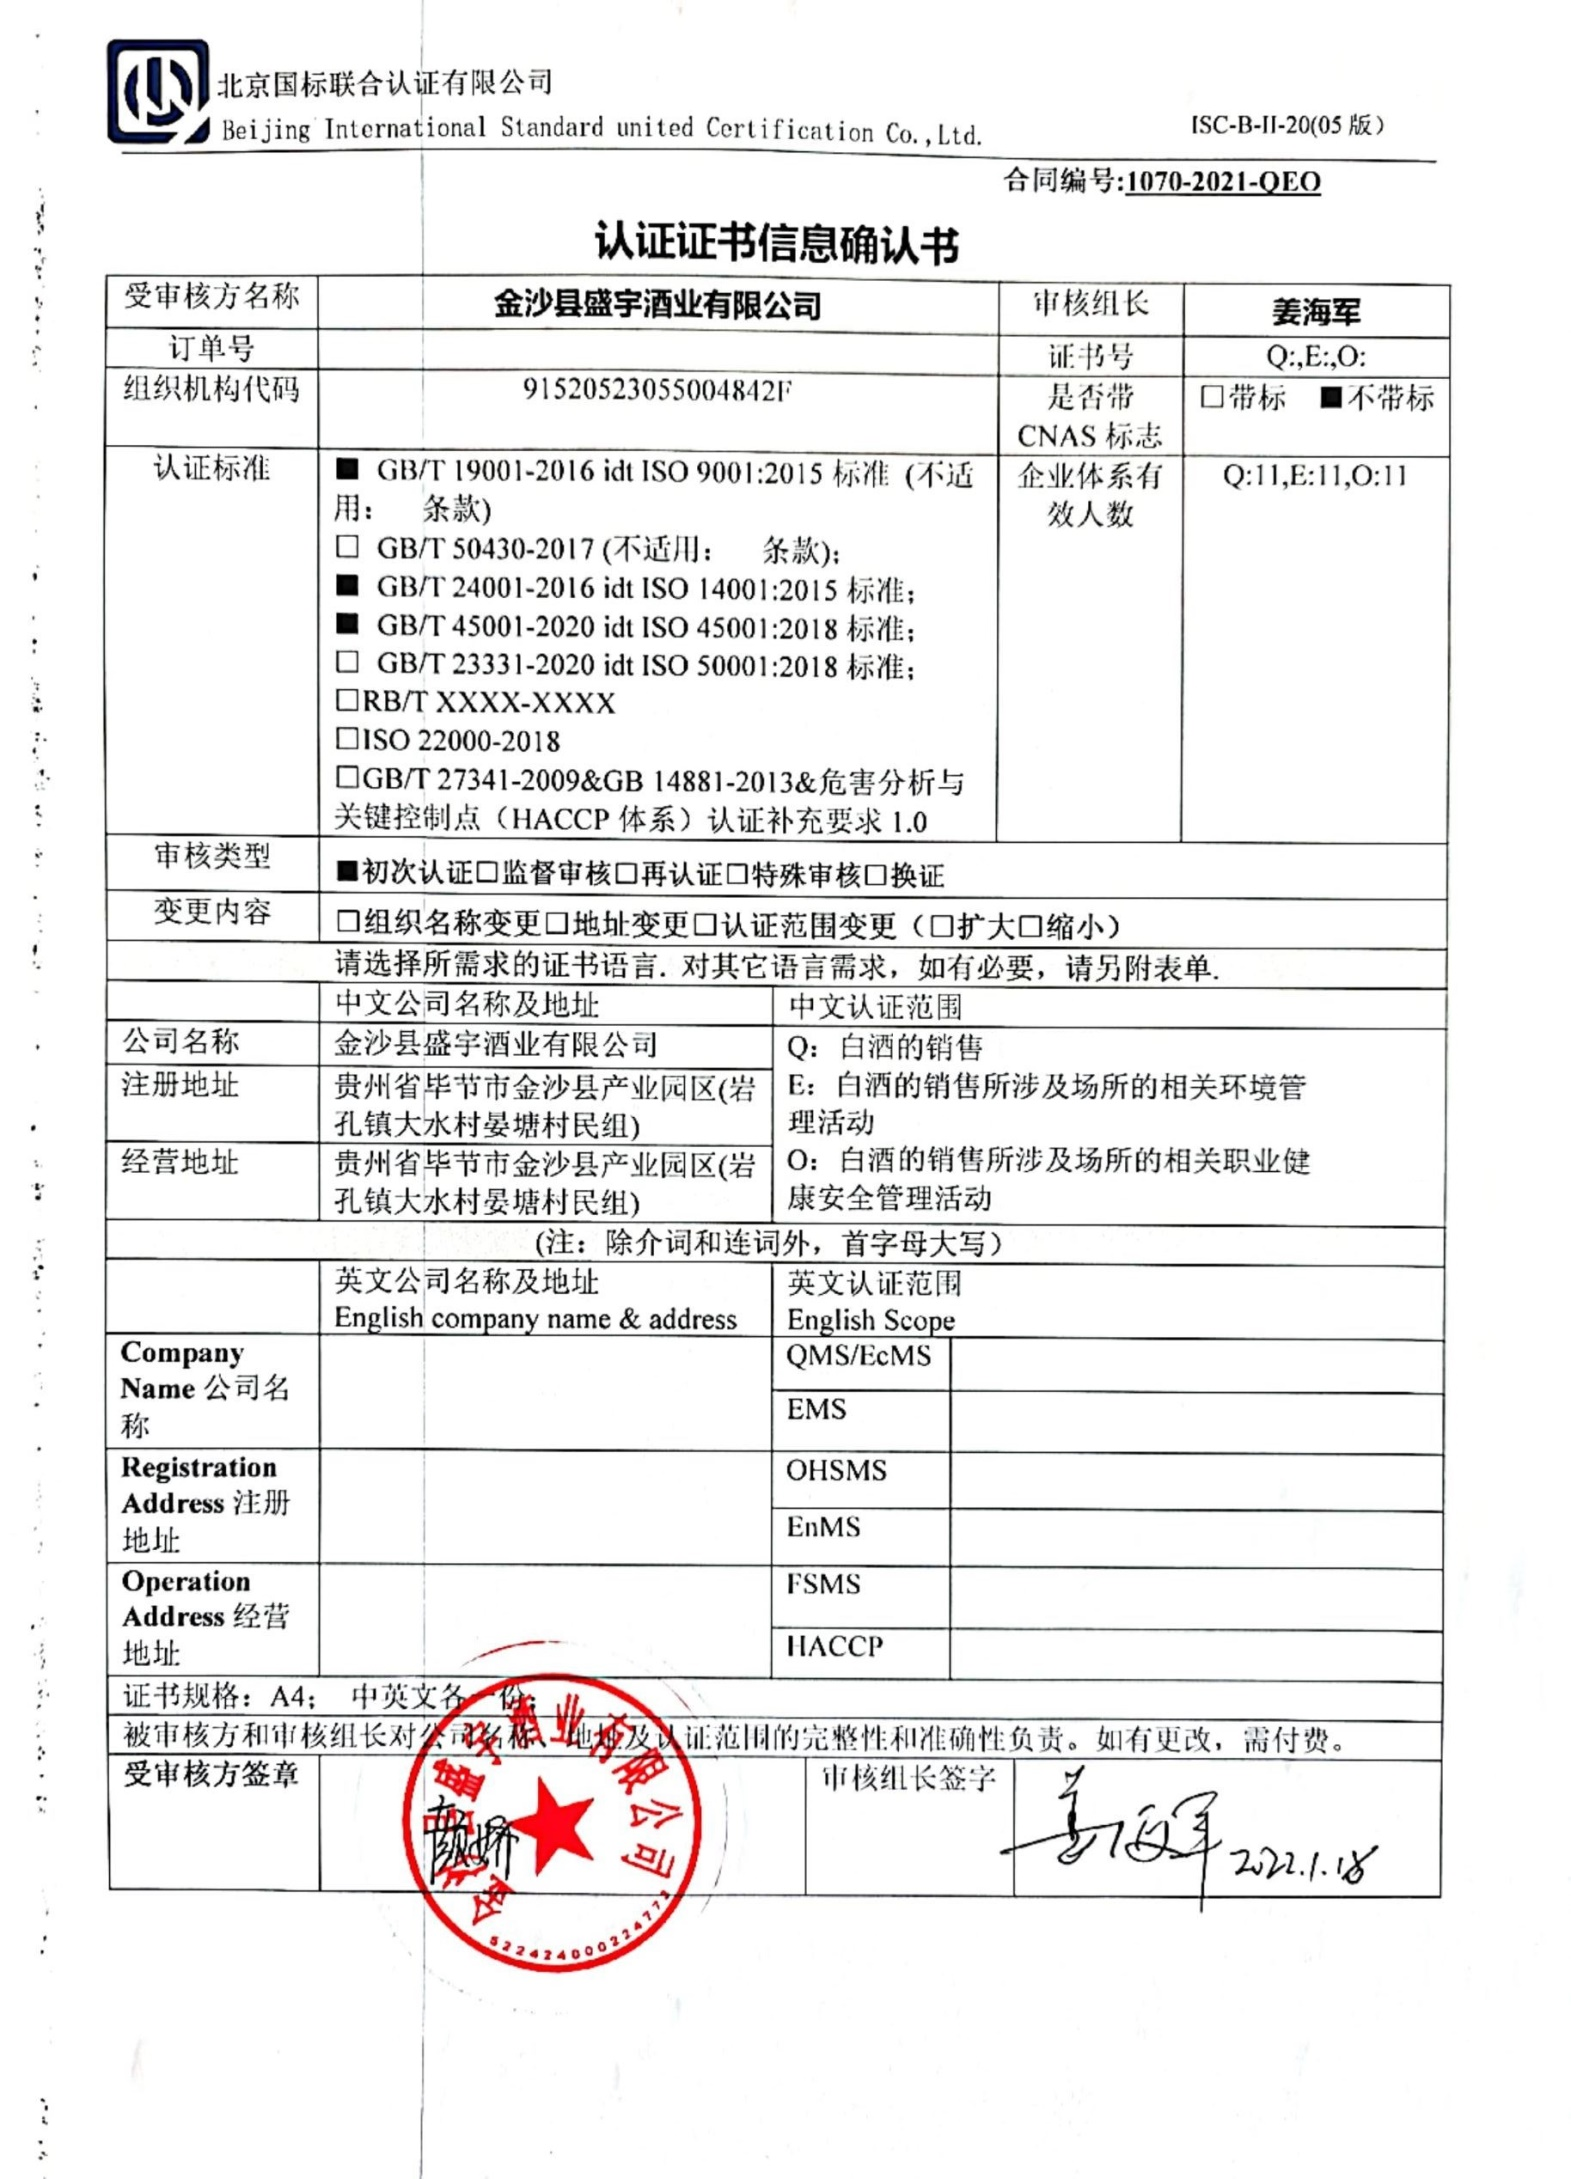 北京国标联合认证有限公司
Beijing International Standard united Certification Co.,Ltd.
ISC-B-II-20(05 版）
合同编号:1070-2021-QEO
认证证书信息确认书
受审核方名称 金沙县盛宇酒业有限公司 审核组长 姜海军
订单号 证书号 Q:,E:,O:
组织机构代码 91520523055004842F 是否带 □带标 ■不带标
CNAS 标志
认证标准 ■ GB/T 19001-2016 idt ISO 9001:2015 标准 (不适 企业体系有 Q:11,E:11,O:11
用： 条款) 效人数
□ GB/T 50430-2017 (不适用： 条款);
■ GB/T 24001-2016 idt ISO 14001:2015 标准；
■ GB/T 45001-2020 idt ISO 45001:2018 标准；
□ GB/T 23331-2020 idt ISO 50001:2018 标准；
□RB/T XXXX-XXXX
□ISO 22000-2018
□GB/T 27341-2009&GB 14881-2013&危害分析与
关键控制点（HACCP 体系）认证补充要求 1.0
审核类型 ■初次认证□监督审核□再认证□特殊审核□换证
变更内容 □组织名称变更□地址变更□认证范围变更（□扩大□缩小）
请选择所需求的证书语言. 对其它语言需求，如有必要，请另附表单.
中文公司名称及地址 中文认证范围
公司名称 金沙县盛宇酒业有限公司 Q：白酒的销售
注册地址 贵州省毕节市金沙县产业园区(岩 E：白酒的销售所涉及场所的相关环境管
孔镇大水村晏塘村民组) 理活动
经营地址 贵州省毕节市金沙县产业园区(岩 O：白酒的销售所涉及场所的相关职业健
孔镇大水村晏塘村民组) 康安全管理活动
(注：除介词和连词外，首字母大写）
英文公司名称及地址 英文认证范围
English company name & address English Scope
Company QMS/EcMS
Name 公司名
称 EMS
Registration OHSMS
Address 注册
地址 EnMS
Operation FSMS
Address 经营
地址 HACCP
证书规格：A4； 中英文各一份；
被审核方和审核组长对公司名称、地址及认证范围的完整性和准确性负责。如有更改，需付费。
受审核方签章 审核组长签字
金沙县盛宇酒业有限公司
522424000224773
姜海军 2022.1.18